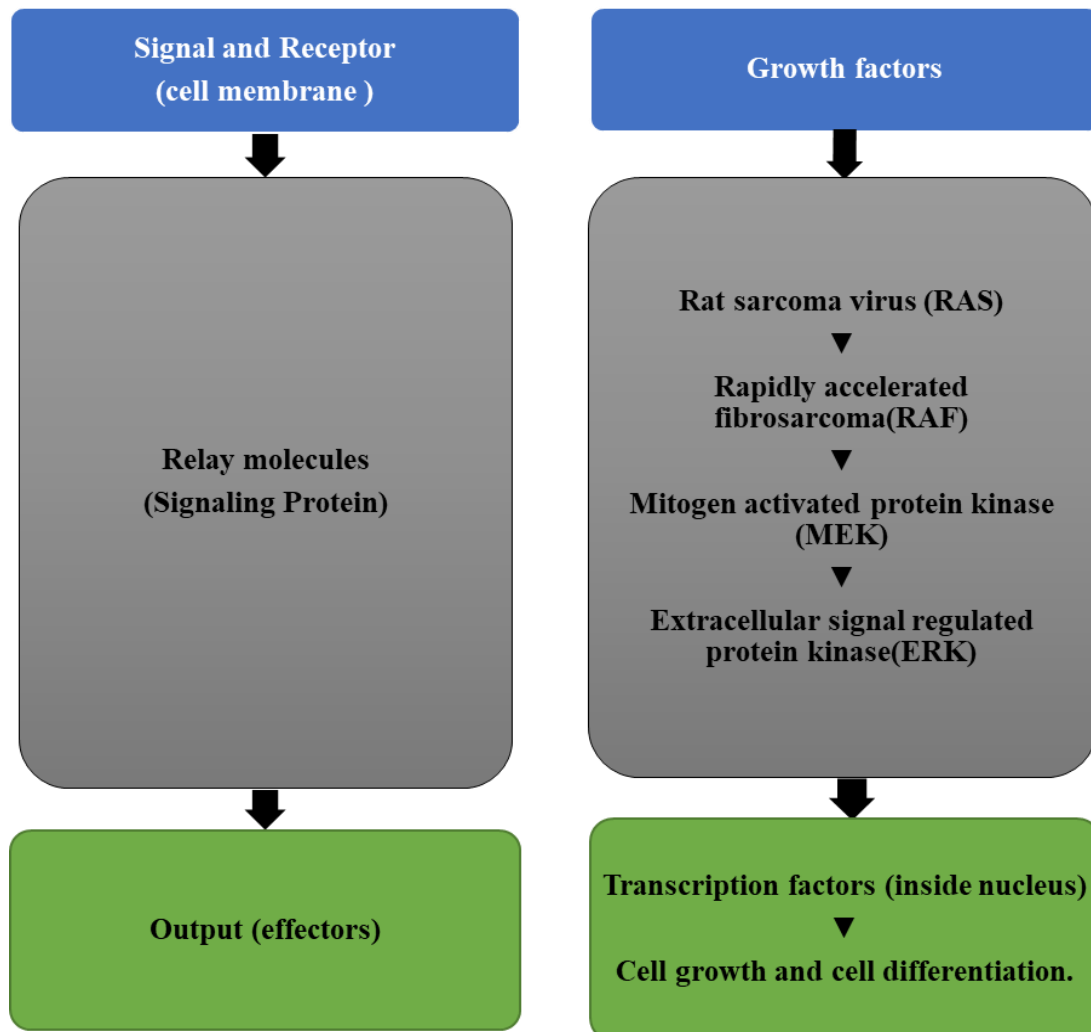 Signal and Receptor
(cell membrane )
Relay molecules
(Signaling Protein)
Output (effectors)
Growth factors
Rat sarcoma virus (RAS)
Rapidly accelerated
fibrosarcoma(RAF)
Mitogen activated protein kinase
(MEK)
Extracellular signal regulated
protein kinase(ERK)
Transcription factors (inside nucleus)
Cell growth and cell differentiation.